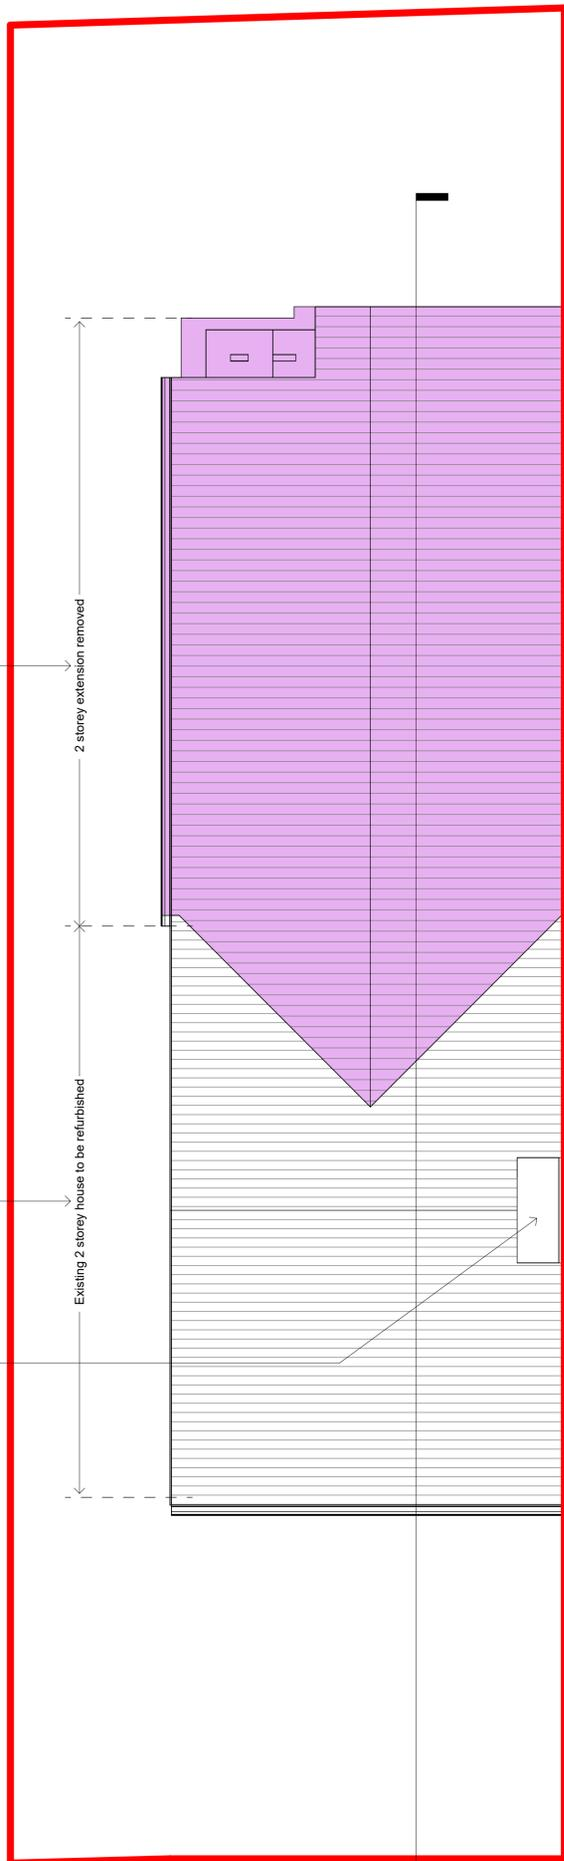 2 storey extension removed
Existing 2 storey house to be refurbished